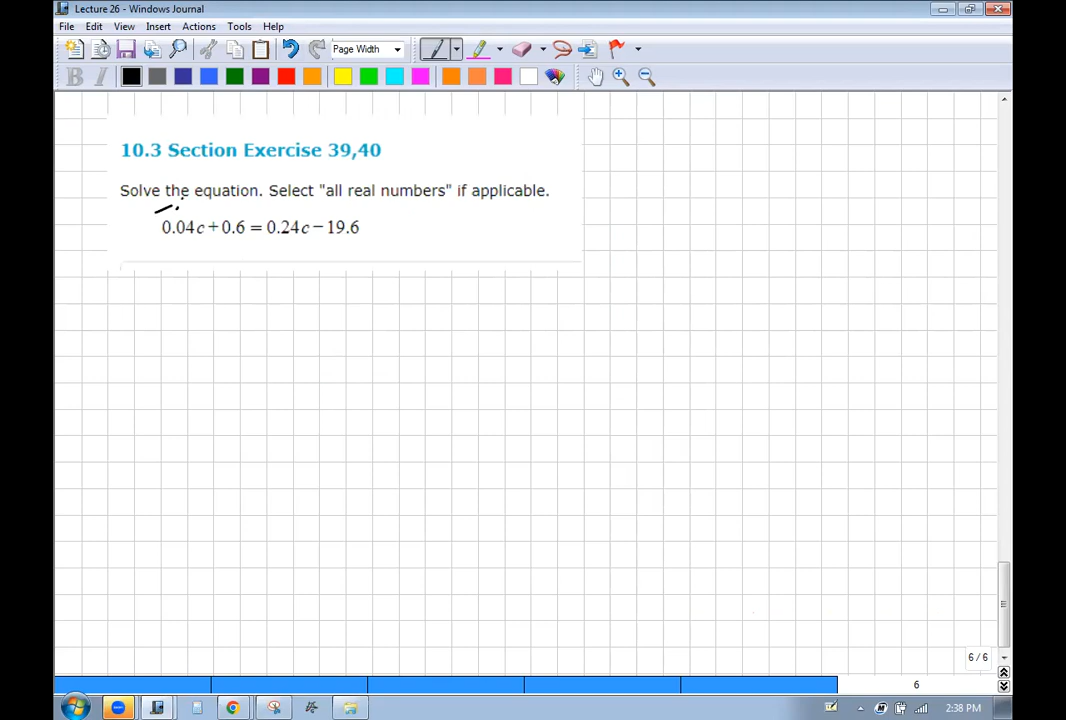 Lecture 26 - Windows Journal
File Edit View Insert Actions Tools Help
Page Width
B I
10.3 Section Exercise 39,40
Solve the equation. Select "all real numbers" if applicable.
0.04c + 0.6 = 0.24c − 19.6
6 / 6
6
2:38 PM